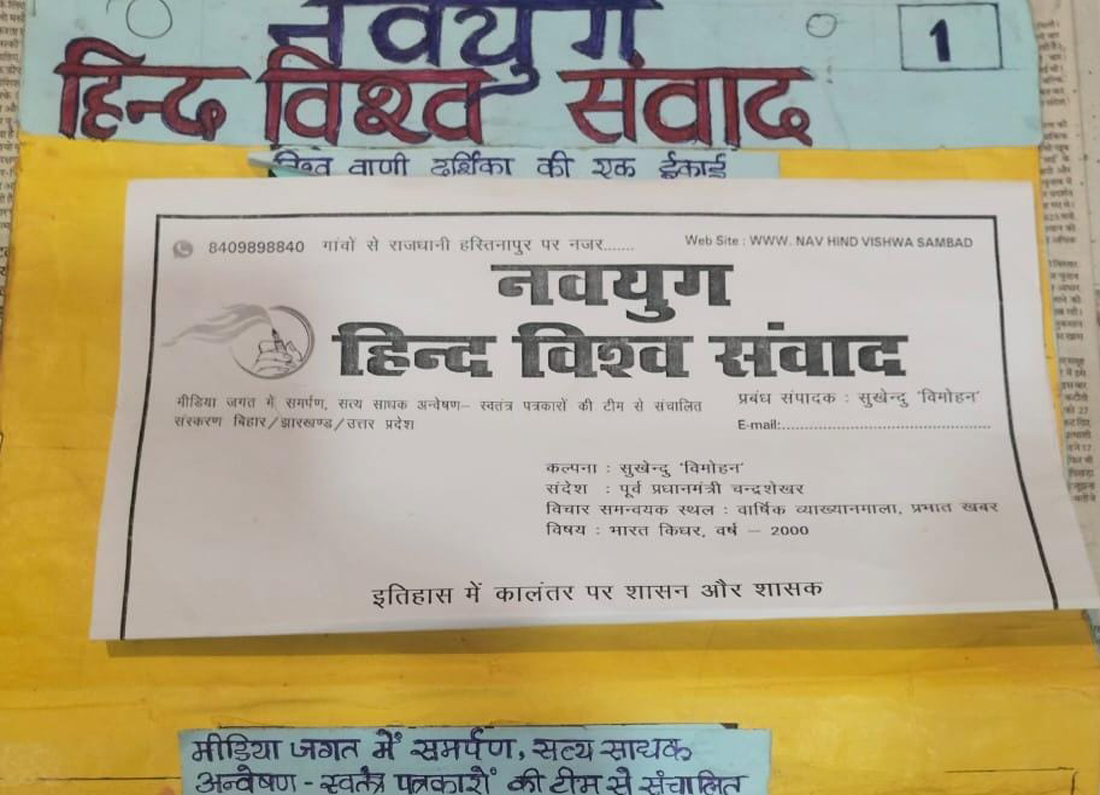 नवयुग
1
हिन्द विश्व संवाद
वाणी दर्शिका की एक ईकाई
8409898840 गांवों से राजधानी हस्तिनापुर पर नजर.......
Web Site : WWW. NAV HIND VISHWA SAMBAD
नवयुग
हिन्द विश्व संवाद
मीडिया जगत में समर्पण, सत्य साधक अन्वेषण– स्वतंत्र पत्रकारों की टीम से संचालित
संस्करण बिहार/झारखण्ड/उत्तर प्रदेश
प्रबंध संपादक : सुखेन्दु 'विमोहन'
E-mail:................................................
कल्पना : सुखेन्दु 'विमोहन'
संदेश : पूर्व प्रधानमंत्री चन्द्रशेखर
विचार समन्वयक स्थल : वार्षिक व्याख्यानमाला, प्रभात खबर
विषय : भारत किधर, वर्ष – 2000
इतिहास में कालंतर पर शासन और शासक
मीडिया जगत में समर्पण, सत्य साधक
अन्वेषण - स्वतंत्र पत्रकारों की टीम से संचालित